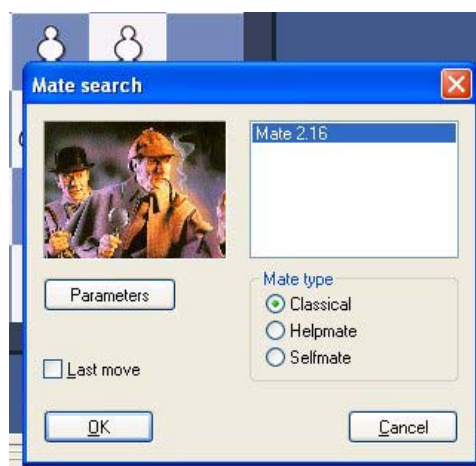 Mate search
Mate 2.16
Parameters
Mate type
Classical
Helpmate
Selfmate
Last move
OK
Cancel